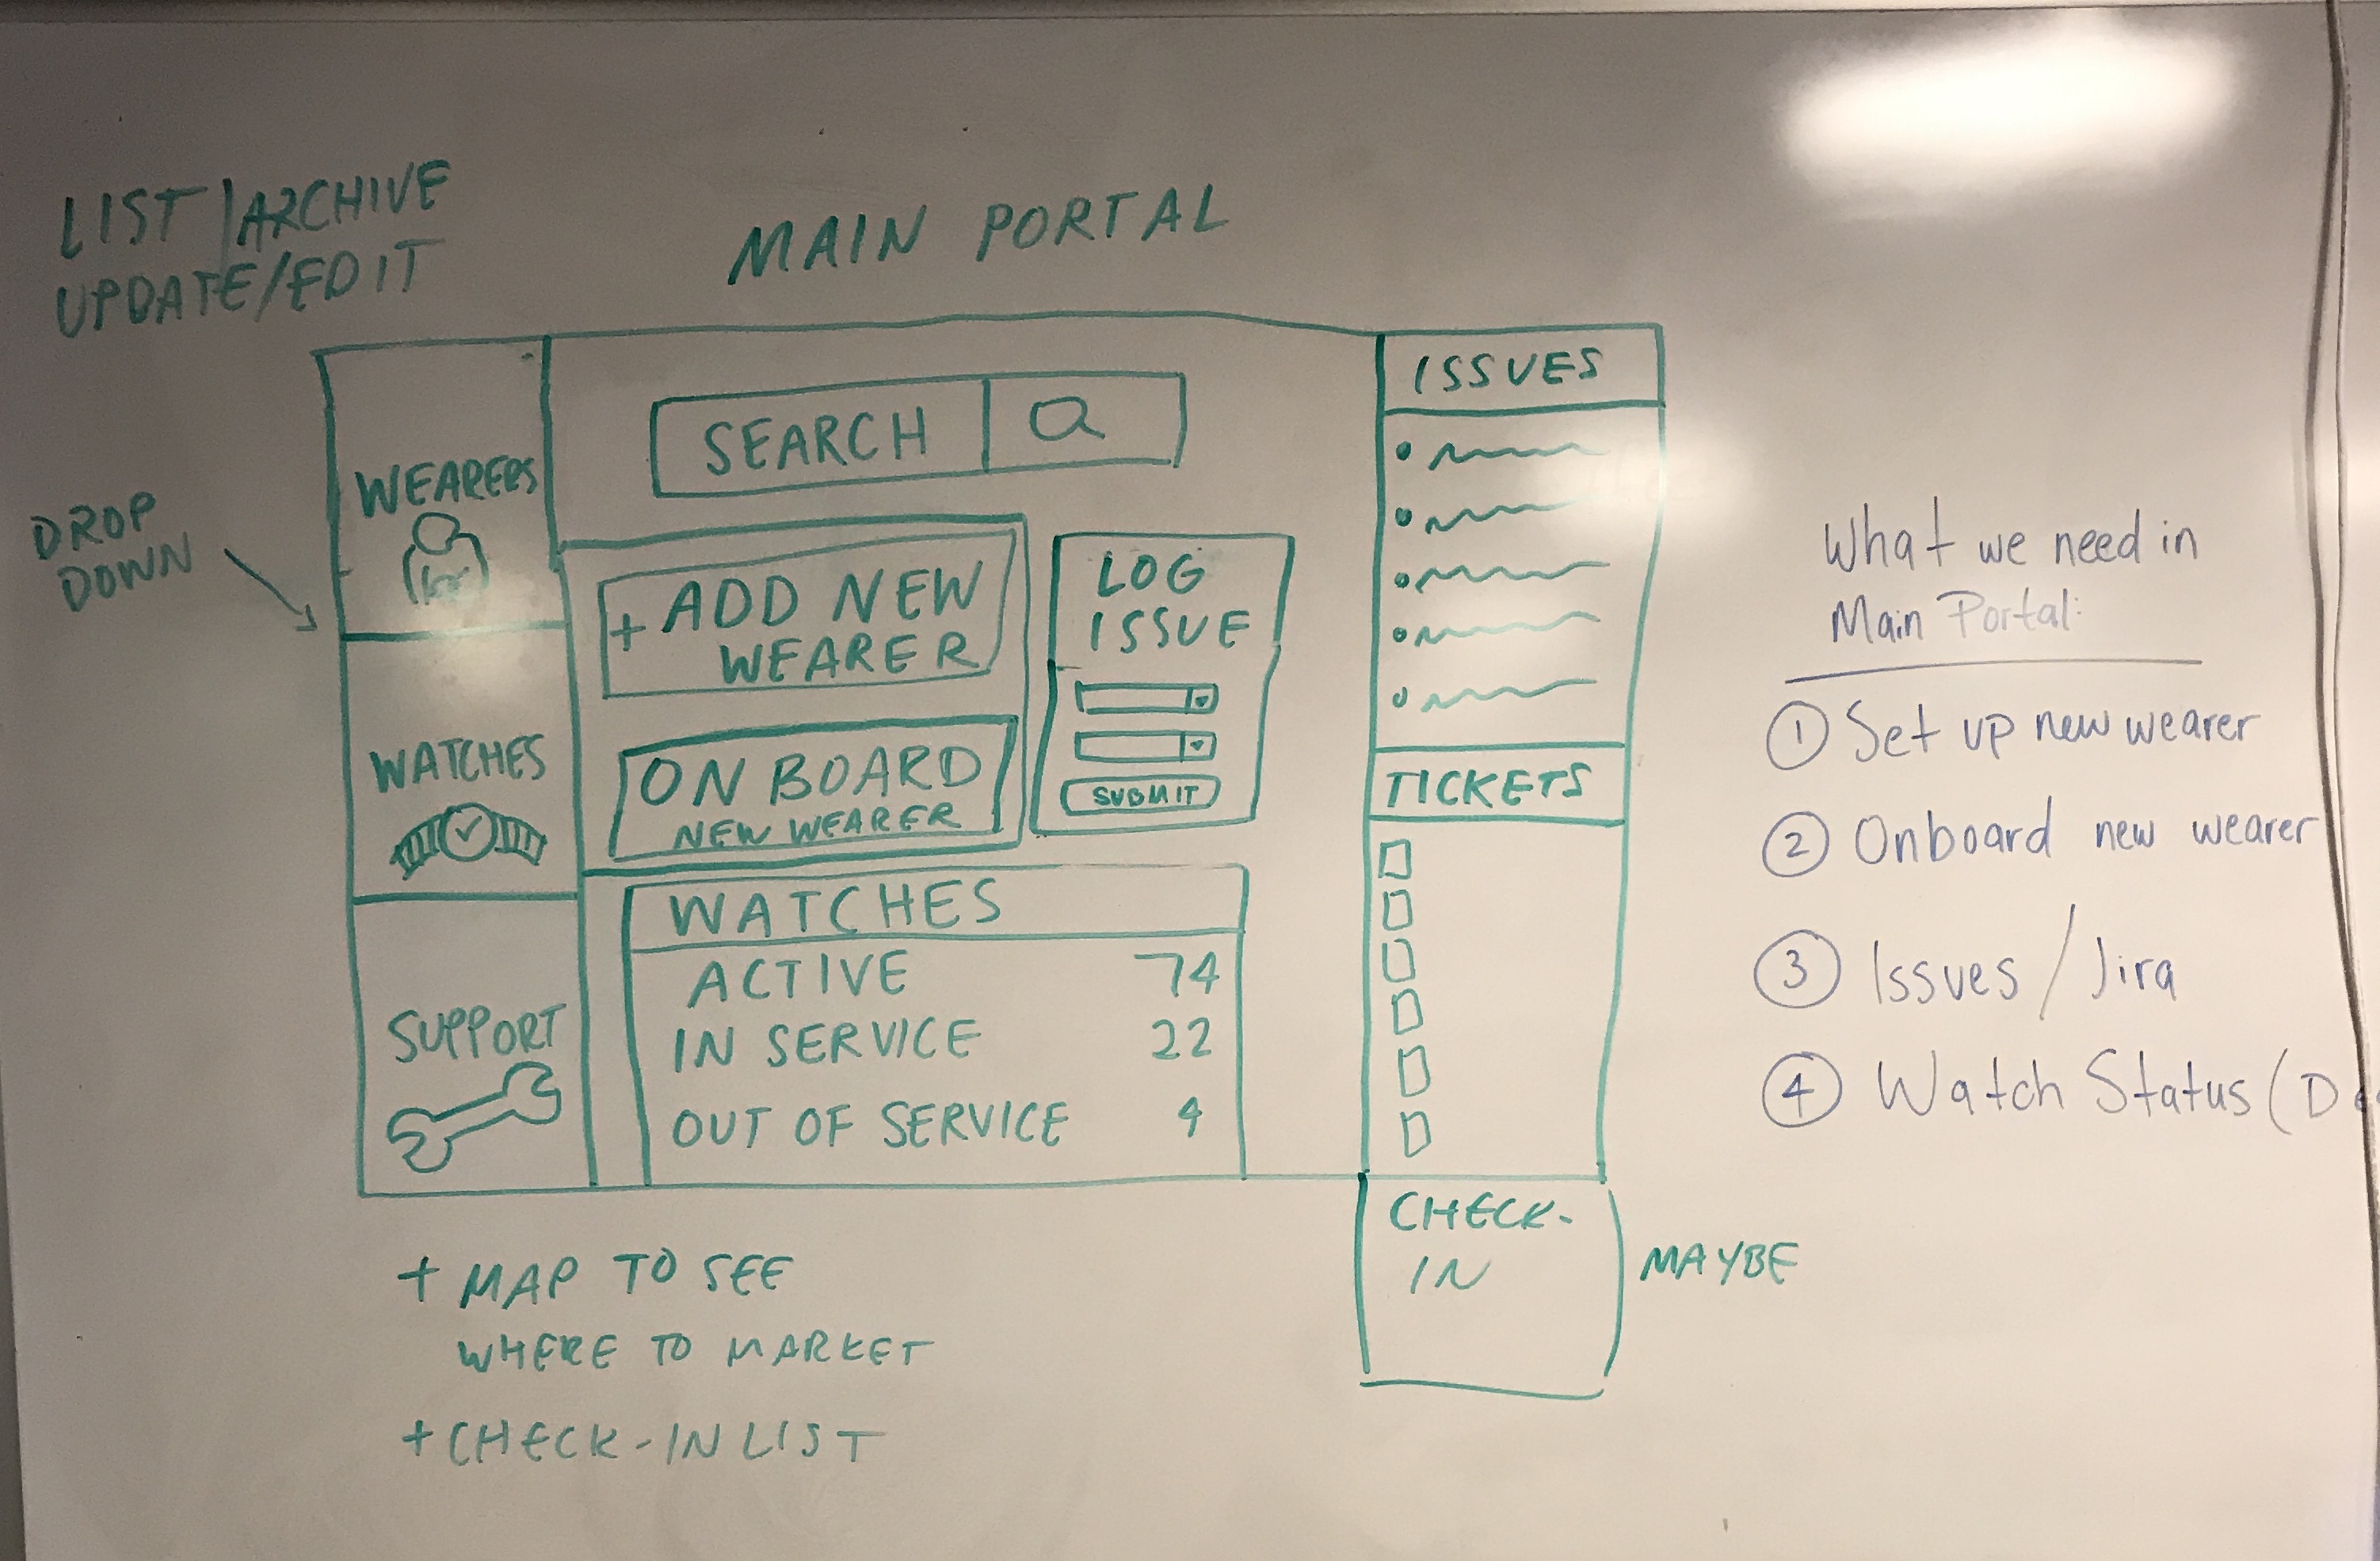 LIST/ARCHIVE
UPDATE/EDIT
MAIN PORTAL
DROP
DOWN
WEARERS
WATCHES
SUPPORT
SEARCH
+ ADD NEW
WEARER
ON BOARD
NEW WEARER
LOG
ISSUE
SUBMIT
WATCHES
ACTIVE 74
IN SERVICE 22
OUT OF SERVICE 4
ISSUES
TICKETS
CHECK-
IN
MAYBE
+ MAP TO SEE
WHERE TO MARKET
+ CHECK-IN LIST
What we need in
Main Portal:
1 Set up new wearer
2 Onboard new wearer
3 Issues / Jira
4 Watch Status (